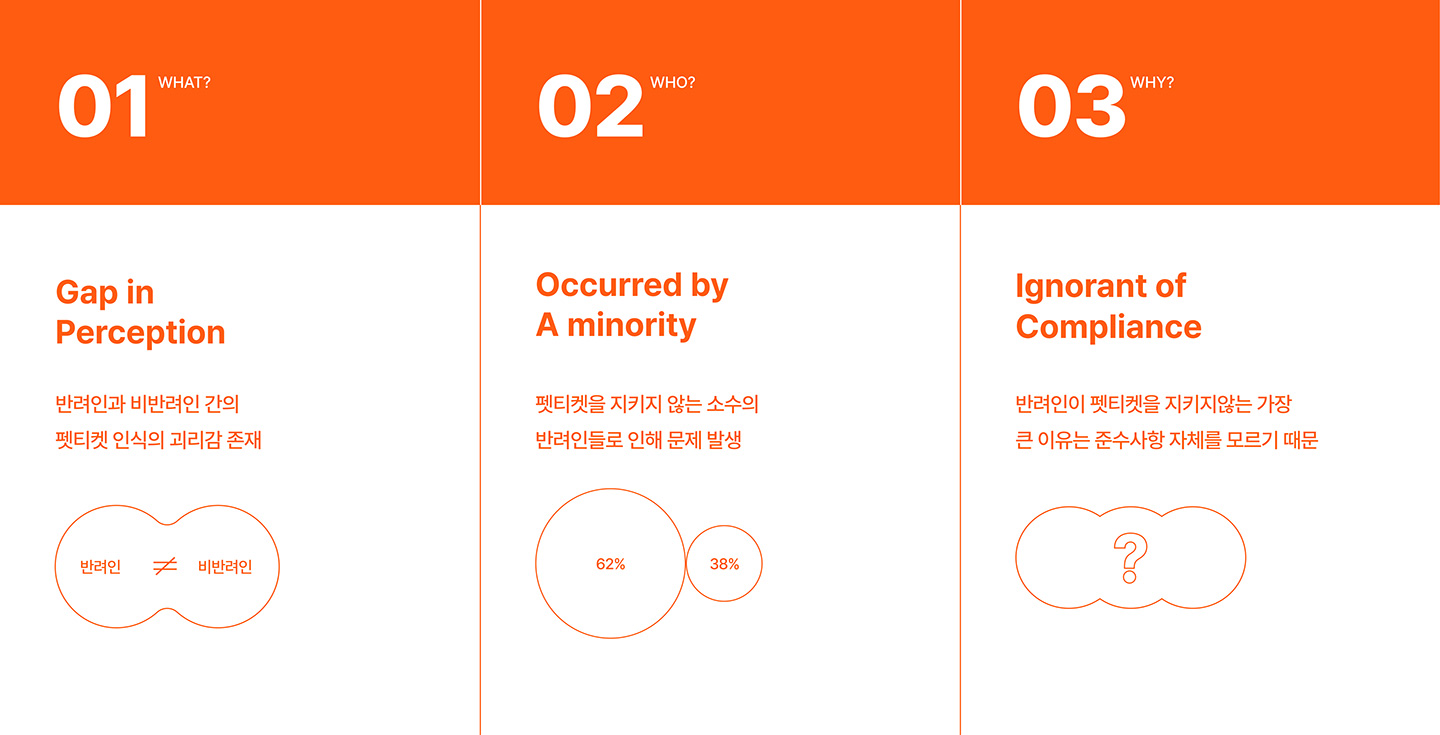 01 WHAT?
Gap in
Perception
반려인과 비반려인 간의
펫티켓 인식의 괴리감 존재
반려인 ≠ 비반려인
02 WHO?
Occurred by
A minority
펫티켓을 지키지 않는 소수의
반려인들로 인해 문제 발생
62% 38%
03 WHY?
Ignorant of
Compliance
반려인이 펫티켓을 지키지않는 가장
큰 이유는 준수사항 자체를 모르기 때문
?